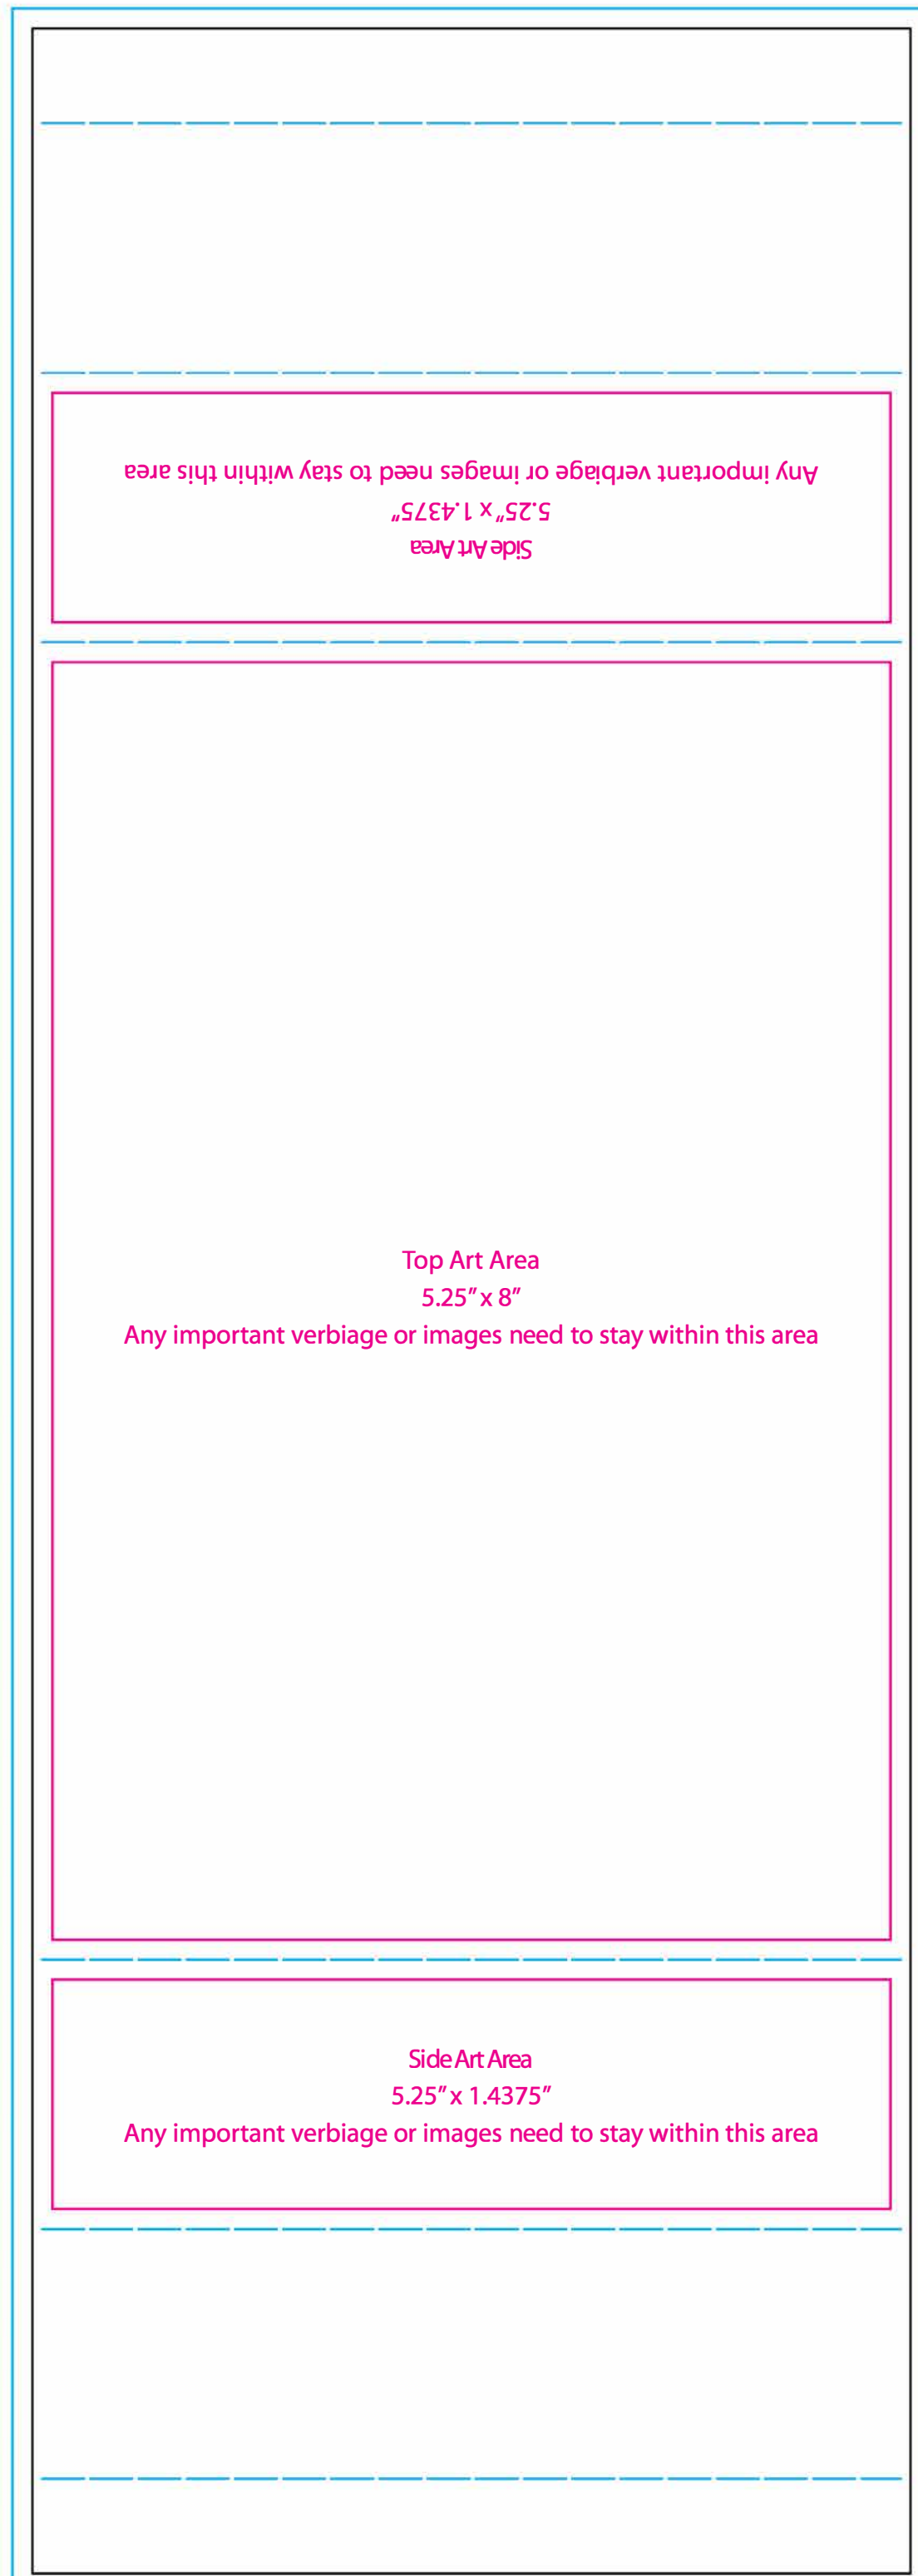 Side Art Area
5.25” x 1.4375”
Any important verbiage or images need to stay within this area
Top Art Area
5.25” x 8”
Any important verbiage or images need to stay within this area
Side Art Area
5.25” x 1.4375”
Any important verbiage or images need to stay within this area